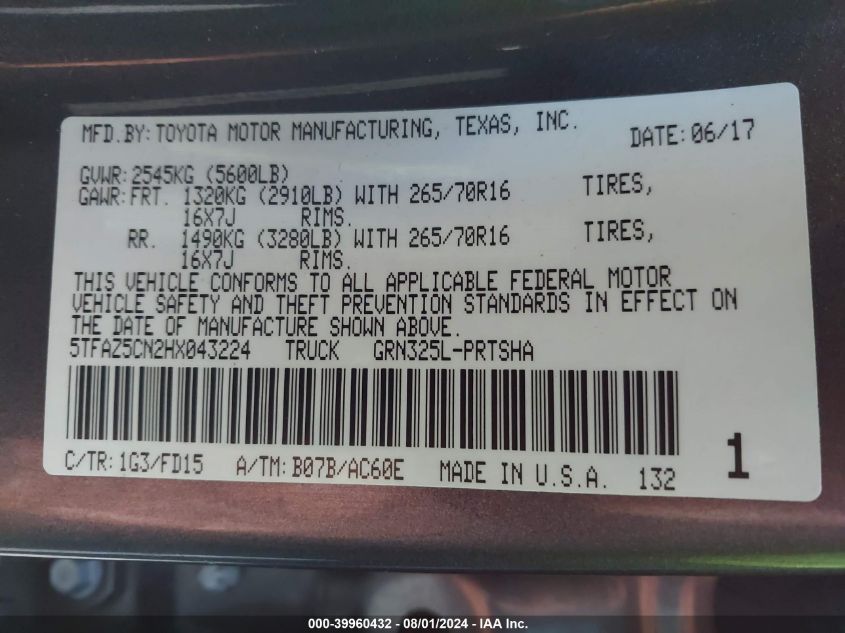 MFD.BY:TOYOTA MOTOR MANUFACTURING, TEXAS, INC. DATE:06/17
GVWR:2545KG (5600LB)
GAWR:FRT. 1320KG (2910LB) WITH 265/70R16 TIRES,
16X7J RIMS.
RR. 1490KG (3280LB) WITH 265/70R16 TIRES,
16X7J RIMS.
THIS VEHICLE CONFORMS TO ALL APPLICABLE FEDERAL MOTOR
VEHICLE SAFETY AND THEFT PREVENTION STANDARDS IN EFFECT ON
THE DATE OF MANUFACTURE SHOWN ABOVE.
5TFAZ5CN2HX043224 TRUCK GRN325L-PRTSHA
C/TR:1G3/FD15 A/TM:B07B/AC60E MADE IN U.S.A. 132 1
000-39960432 - 08/01/2024 - IAA Inc.